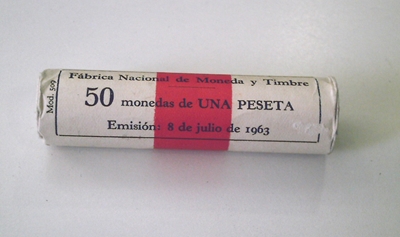 Fábrica Nacional de Moneda y Timbre
50 monedas de UNA PESETA
Emisión: 8 de julio de 1963
Mod. 509